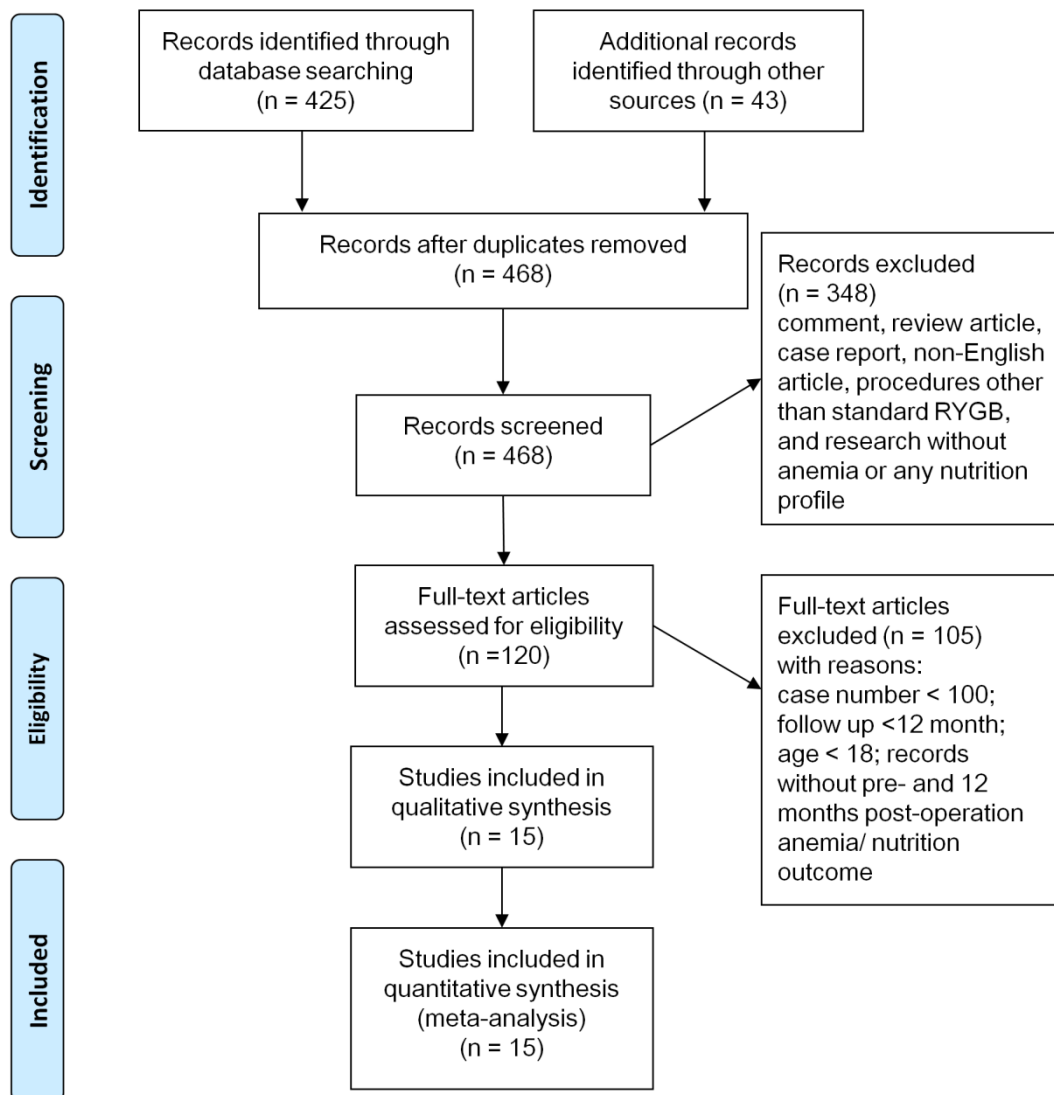 Identification
Records identified through
database searching
(n = 425)
Additional records
identified through other
sources (n = 43)
Records after duplicates removed
(n = 468)
Screening
Records screened
(n = 468)
Records excluded
(n = 348)
comment, review article,
case report, non-English
article, procedures other
than standard RYGB,
and research without
anemia or any nutrition
profile
Eligibility
Full-text articles
assessed for eligibility
(n =120)
Full-text articles
excluded (n = 105)
with reasons:
case number < 100;
follow up <12 month;
age < 18; records
without pre- and 12
months post-operation
anemia/ nutrition
outcome
Studies included in
qualitative synthesis
(n = 15)
Included
Studies included in
quantitative synthesis
(meta-analysis)
(n = 15)